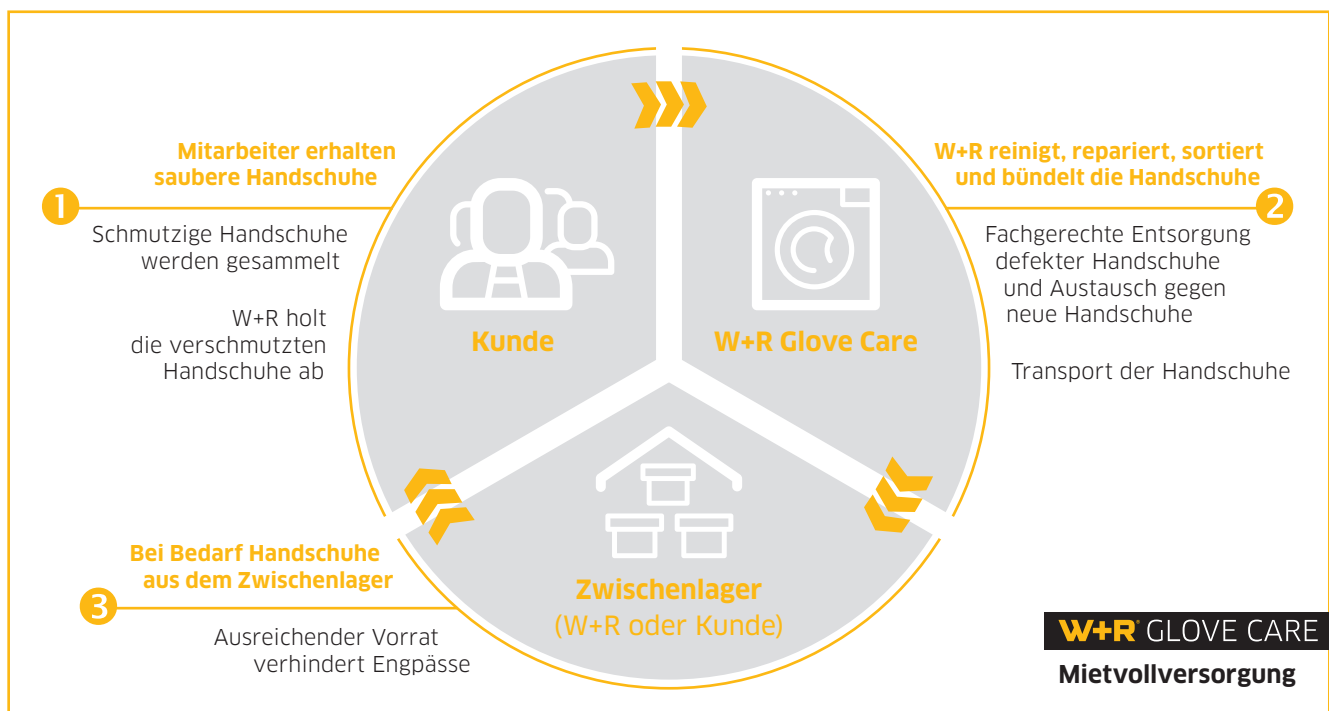 Mitarbeiter erhalten
saubere Handschuhe
1
Schmutzige Handschuhe
werden gesammelt
W+R holt
die verschmutzten
Handschuhe ab
Kunde
W+R reinigt, repariert, sortiert
und bündelt die Handschuhe
2
Fachgerechte Entsorgung
defekter Handschuhe
und Austausch gegen
neue Handschuhe
Transport der Handschuhe
W+R Glove Care
Bei Bedarf Handschuhe
aus dem Zwischenlager
3
Ausreichender Vorrat
verhindert Engpässe
Zwischenlager
(W+R oder Kunde)
W+R® GLOVE CARE
Mietvollversorgung